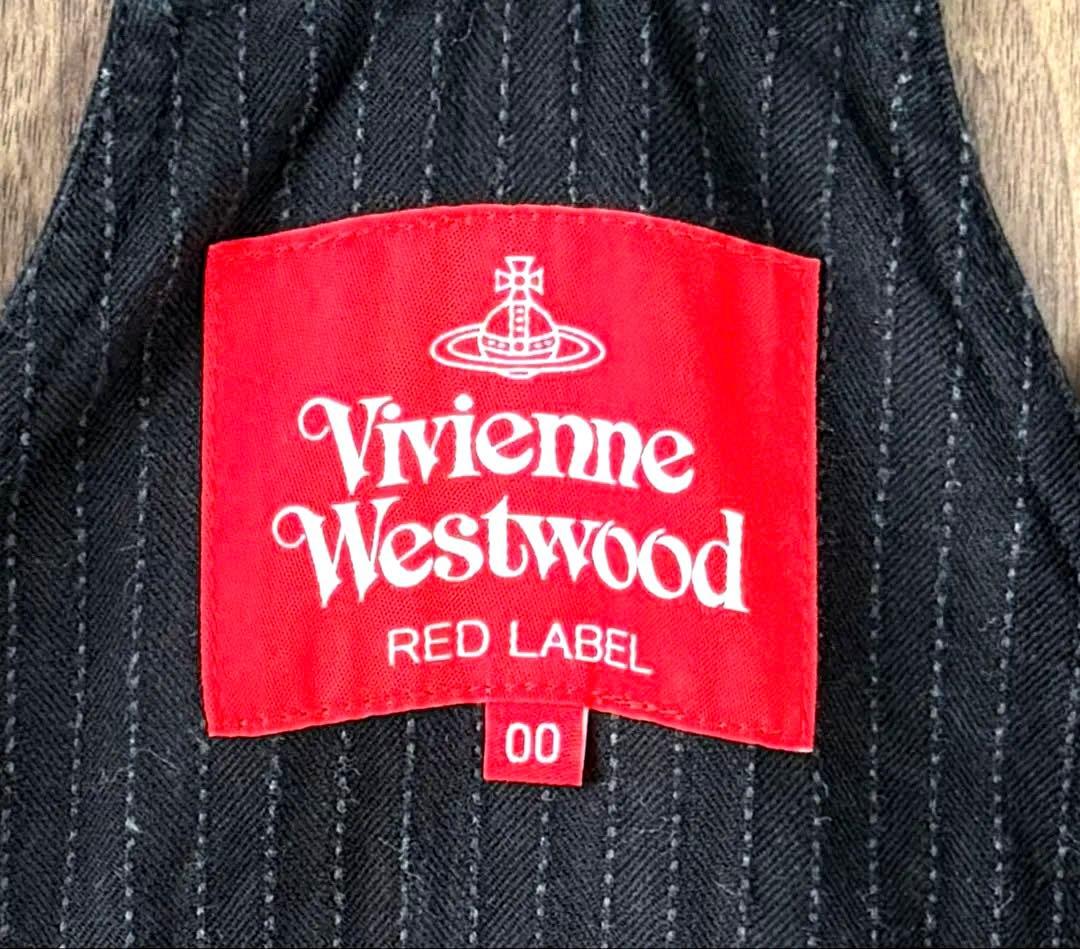 Vivienne
Westwood
RED LABEL
00